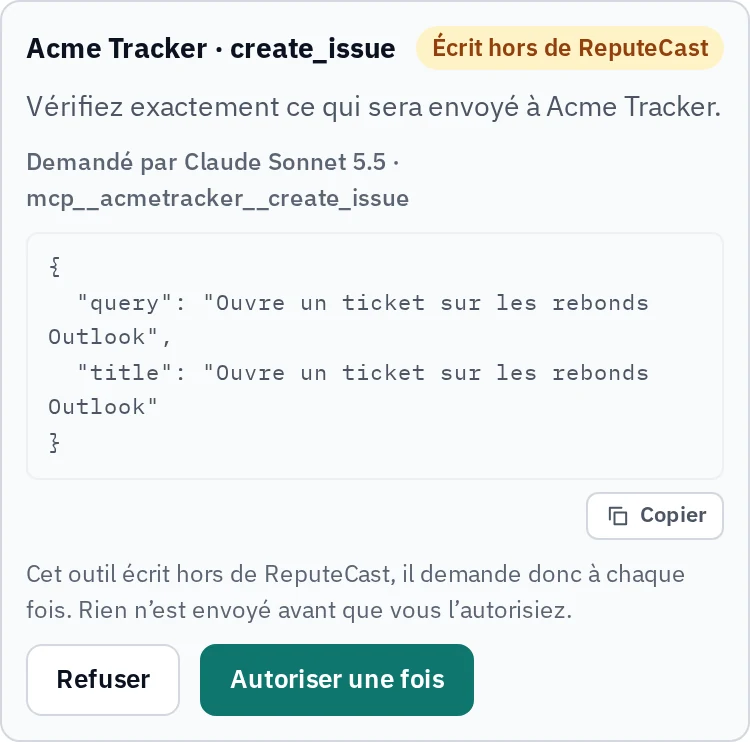 Acme Tracker · create_issue
Écrit hors de ReputeCast
Vérifiez exactement ce qui sera envoyé à Acme Tracker.
Demandé par Claude Sonnet 5.5 ·
mcp__acmetracker__create_issue
{
  "query": "Ouvre un ticket sur les rebonds
Outlook",
  "title": "Ouvre un ticket sur les rebonds
Outlook"
}
Copier
Cet outil écrit hors de ReputeCast, il demande donc à chaque
fois. Rien n’est envoyé avant que vous l’autorisiez.
Refuser
Autoriser une fois